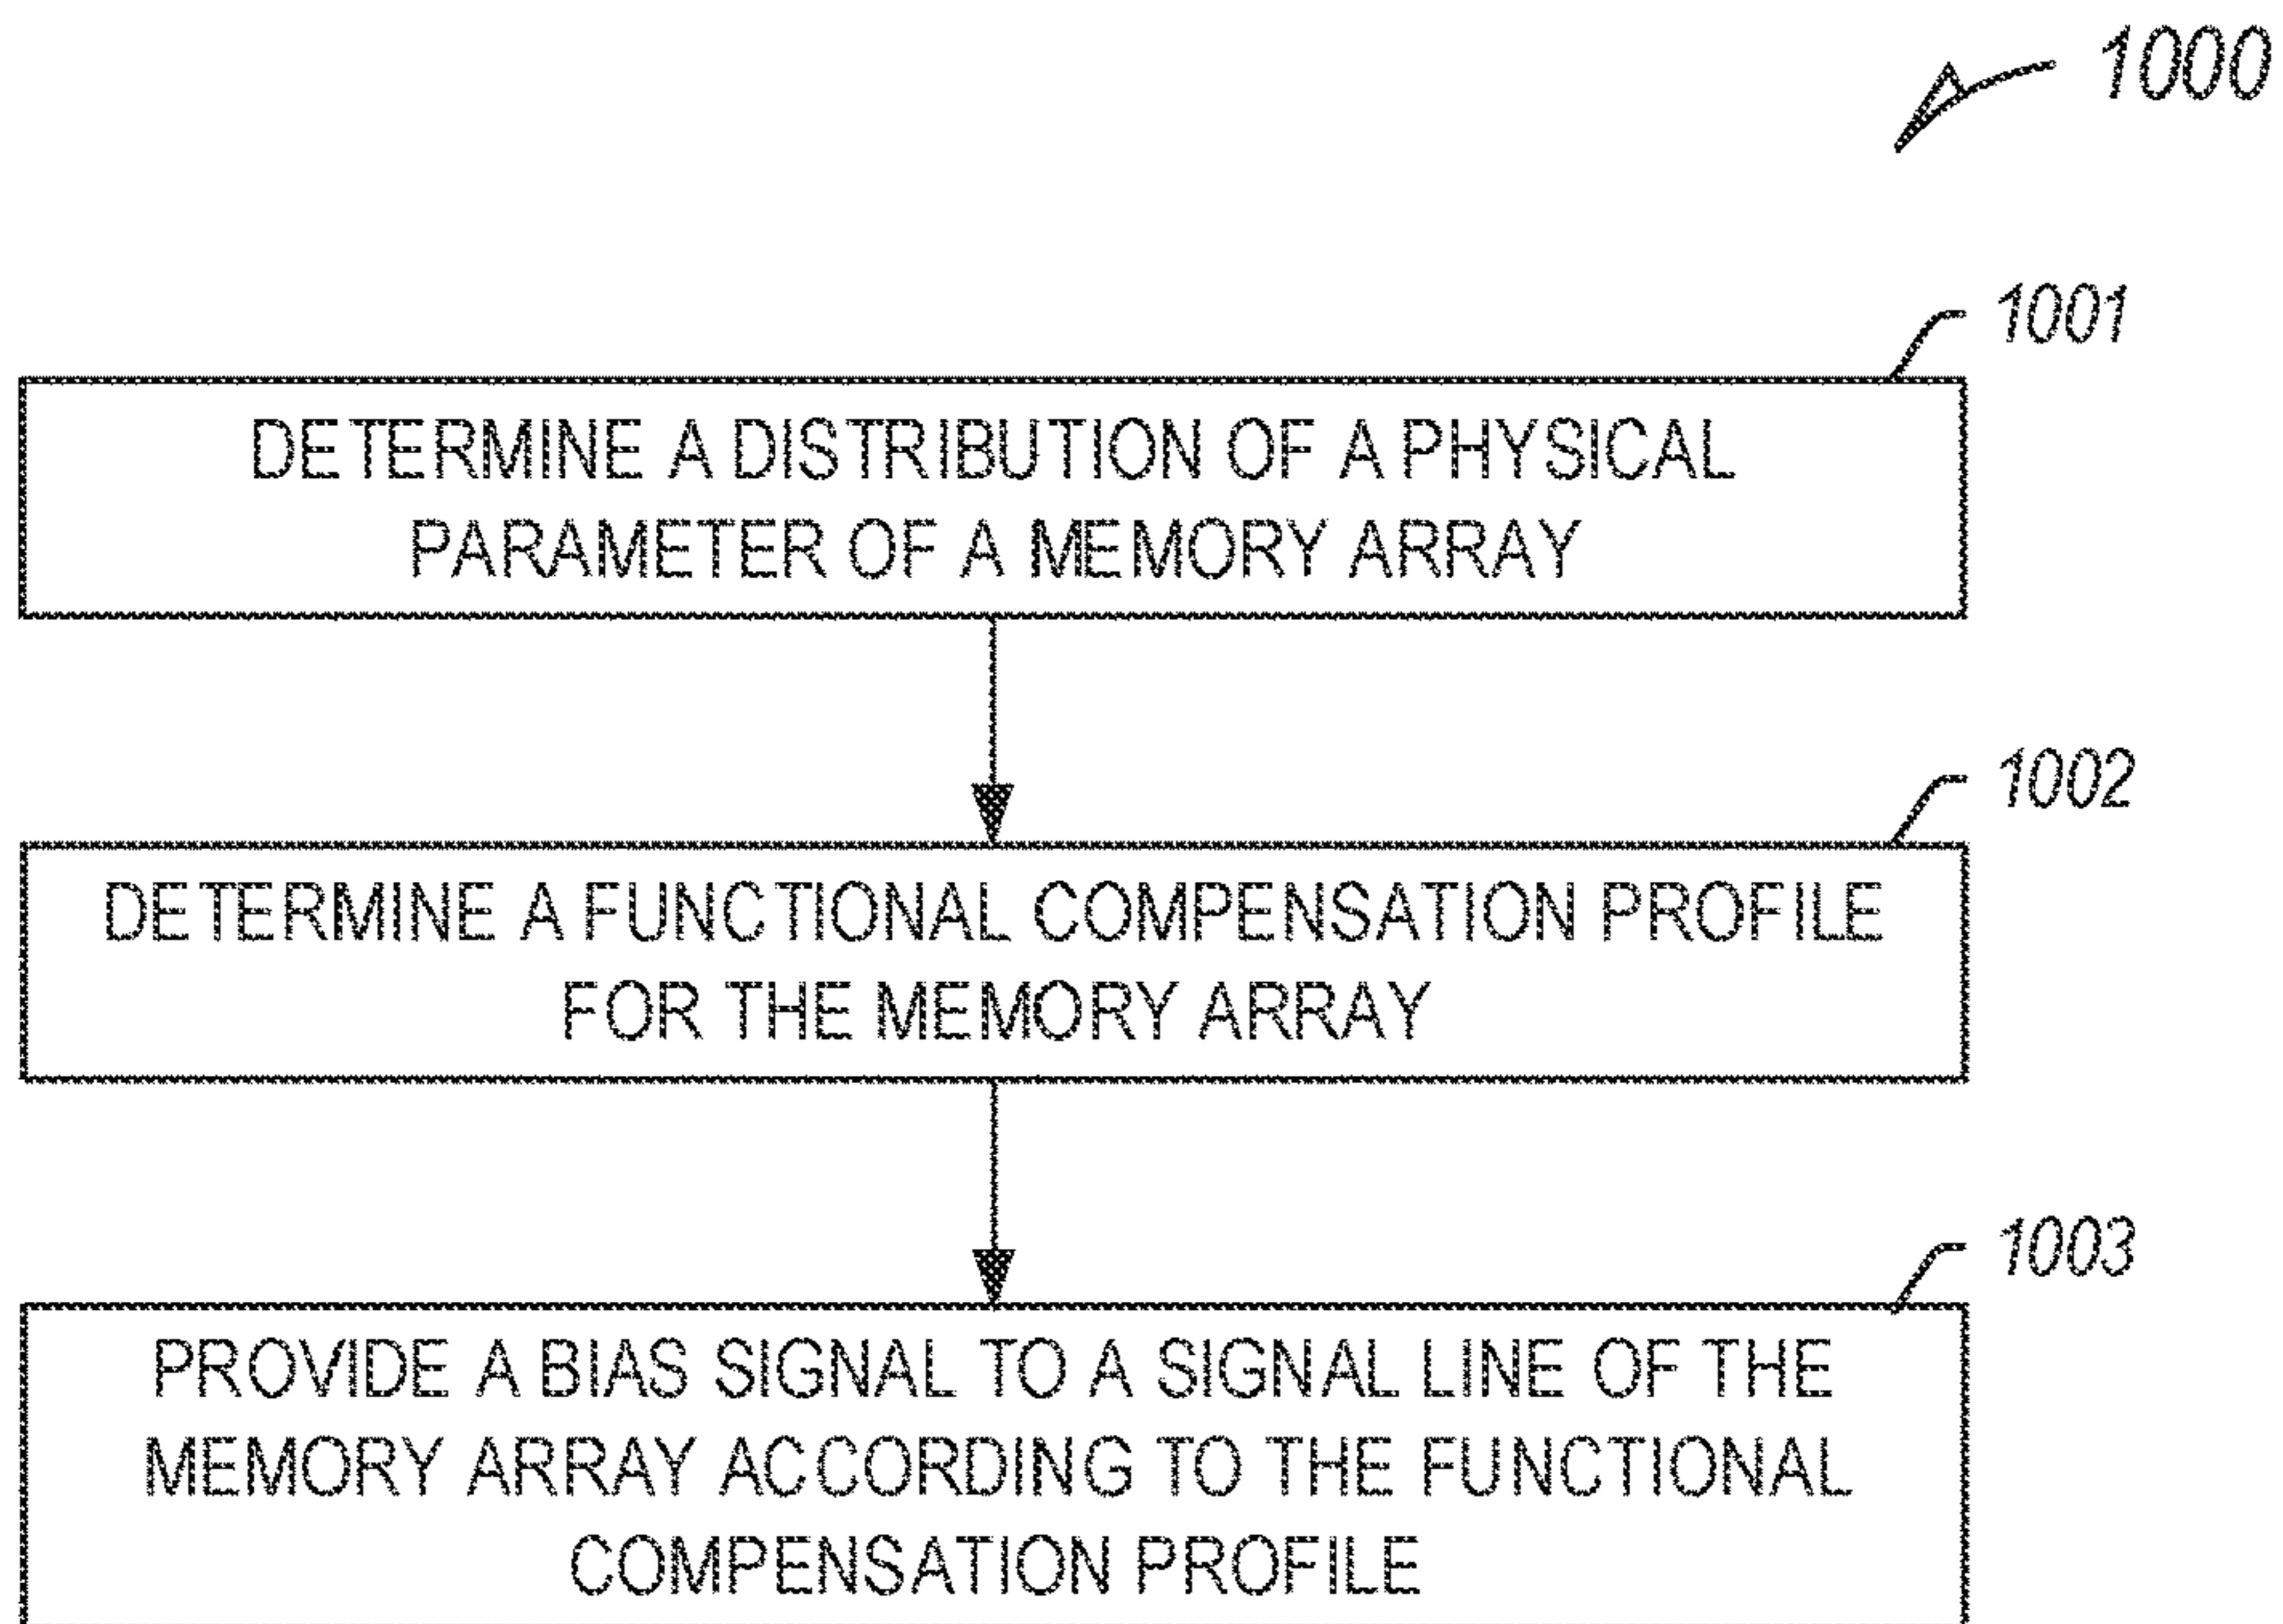 1000
1001
DETERMINE A DISTRIBUTION OF A PHYSICAL
PARAMETER OF A MEMORY ARRAY
1002
DETERMINE A FUNCTIONAL COMPENSATION PROFILE
FOR THE MEMORY ARRAY
1003
PROVIDE A BIAS SIGNAL TO A SIGNAL LINE OF THE
MEMORY ARRAY ACCORDING TO THE FUNCTIONAL
COMPENSATION PROFILE